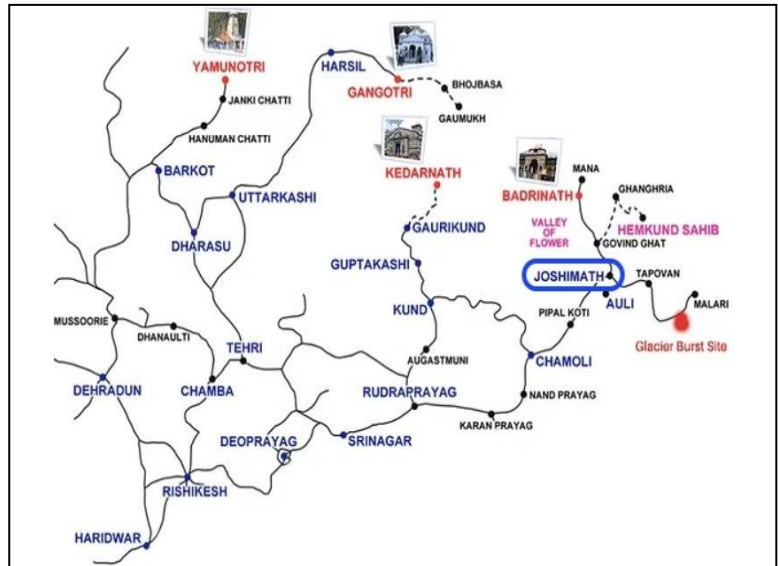 YAMUNOTRI
JANKI CHATTI
HANUMAN CHATTI
HARSIL
GANGOTRI
BHOJBASA
GAUMUKH
BARKOT
UTTARKASHI
DHARASU
KEDARNATH
GAURIKUND
GUPTAKASHI
KUND
AUGASTMUNI
BADRINATH
MANA
GHANGHRIA
VALLEY
OF
FLOWER
HEMKUND SAHIB
GOVIND GHAT
JOSHIMATH
TAPOVAN
AULI
MALARI
PIPAL KOTI
Glacier Burst Site
MUSSOORIE
DHANAULTI
TEHRI
CHAMOLI
DEHRADUN
CHAMBA
RUDRAPRAYAG
NAND PRAYAG
KARAN PRAYAG
DEOPRAYAG
SRINAGAR
RISHIKESH
HARIDWAR